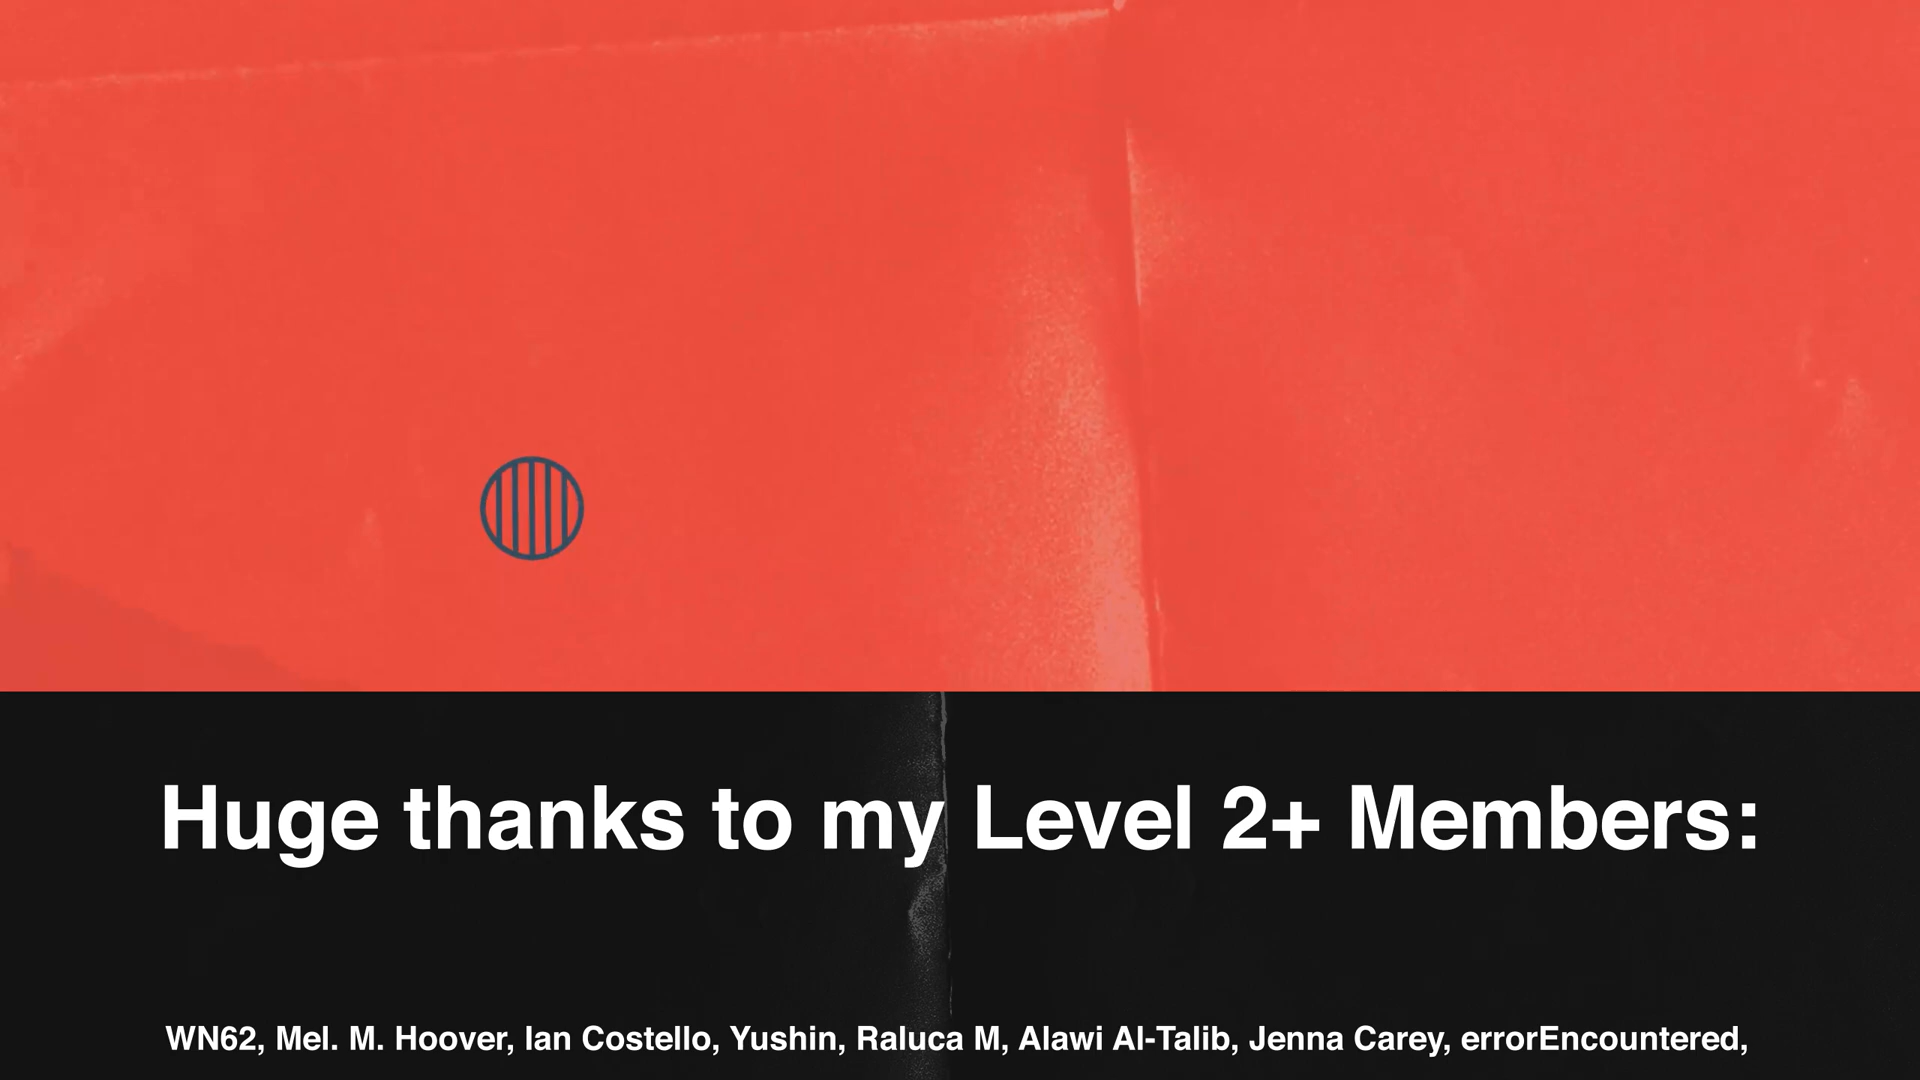 Huge thanks to my Level 2+ Members:
WN62, Mel. M. Hoover, Ian Costello, Yushin, Raluca M, Alawi Al-Talib, Jenna Carey, errorEncountered,